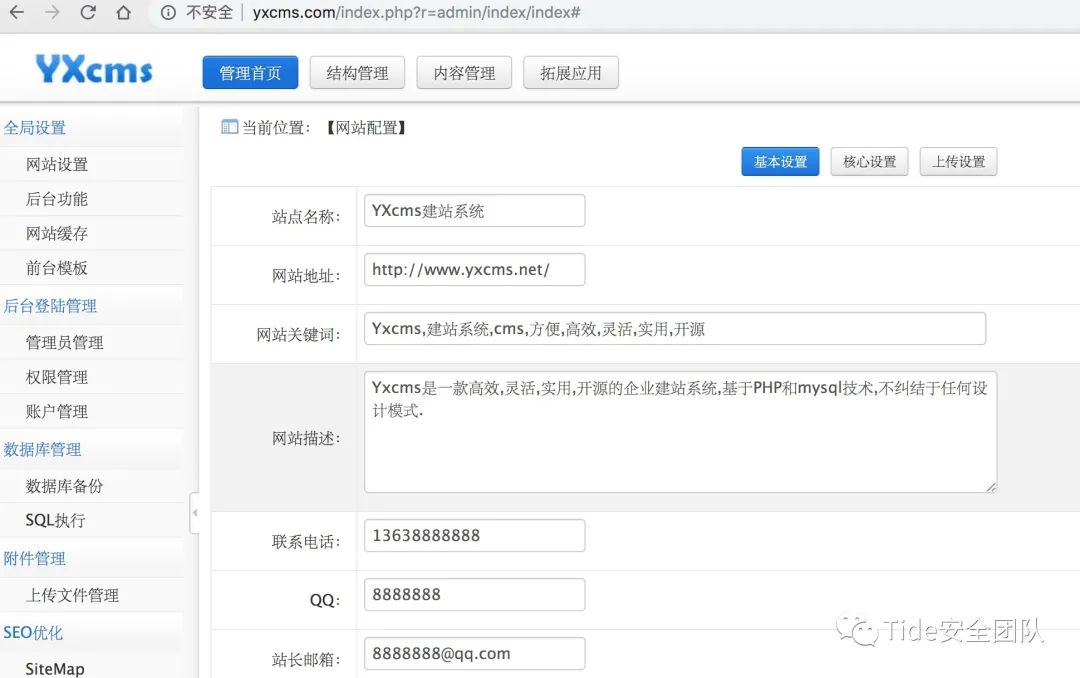 不安全 yxcms.com/index.php?r=admin/index/index#
YXcms 管理首页 结构管理 内容管理 拓展应用
全局设置
网站设置
后台功能
网站缓存
前台模板
后台登陆管理
管理员管理
权限管理
账户管理
数据库管理
数据库备份
SQL执行
附件管理
上传文件管理
SEO优化
SiteMap
当前位置：【网站配置】
基本设置 核心设置 上传设置
站点名称： YXcms建站系统
网站地址： http://www.yxcms.net/
网站关键词： Yxcms,建站系统,cms,方便,高效,灵活,实用,开源
网站描述： Yxcms是一款高效,灵活,实用,开源的企业建站系统,基于PHP和mysql技术,不纠结于任何设
计模式.
联系电话： 13638888888
QQ： 8888888
站长邮箱： 8888888@qq.com
Tide安全团队